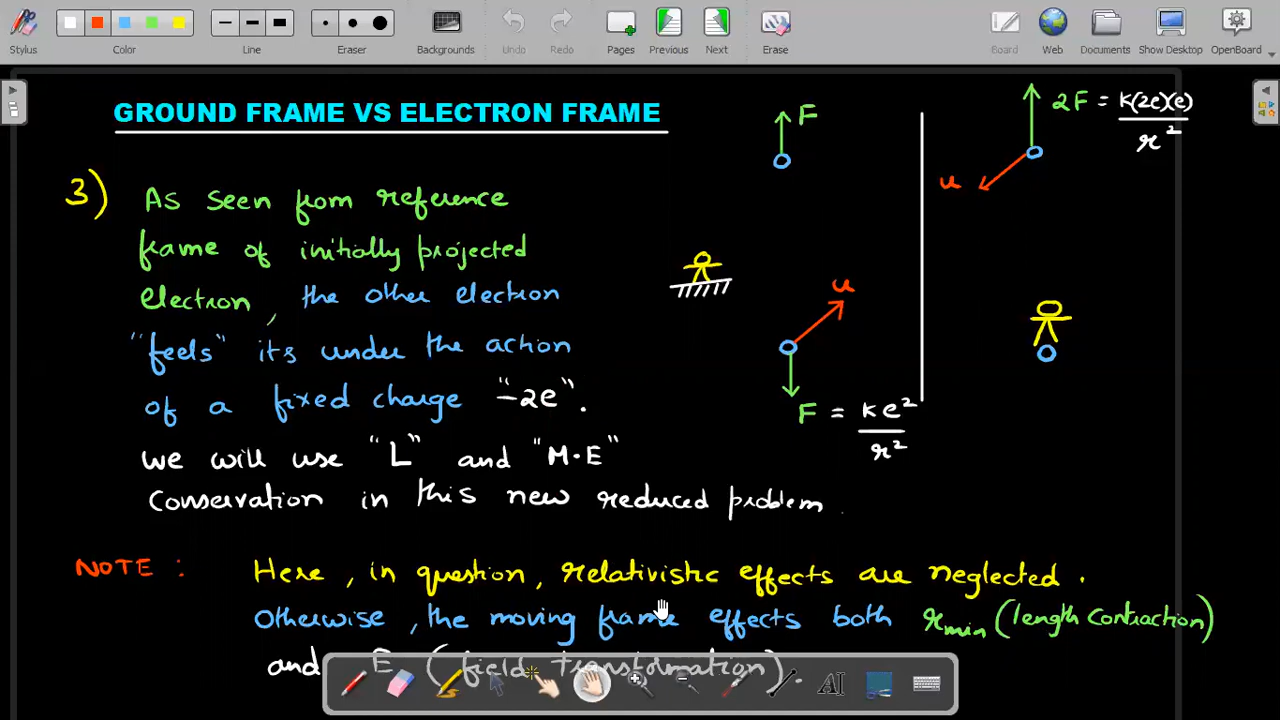 Stylus
Color
Line
Eraser
Backgrounds
Undo
Redo
Pages
Previous
Next
Erase
Board
Web
Documents
Show Desktop
OpenBoard
GROUND FRAME VS ELECTRON FRAME
3) As seen from reference
frame of initially projected
electron, the other electron
"feels" its under the action
of a fixed charge "-2e".
we will use "L" and "M.E"
Conservation in this new reduced problem.
F
u
F = ke²/r²
2F = k(2e)(e)/r²
u
NOTE : Here, in question, relativistic effects are neglected.
Otherwise, the moving frame effects both rmin (length contraction)
and E (field transformation).
AI